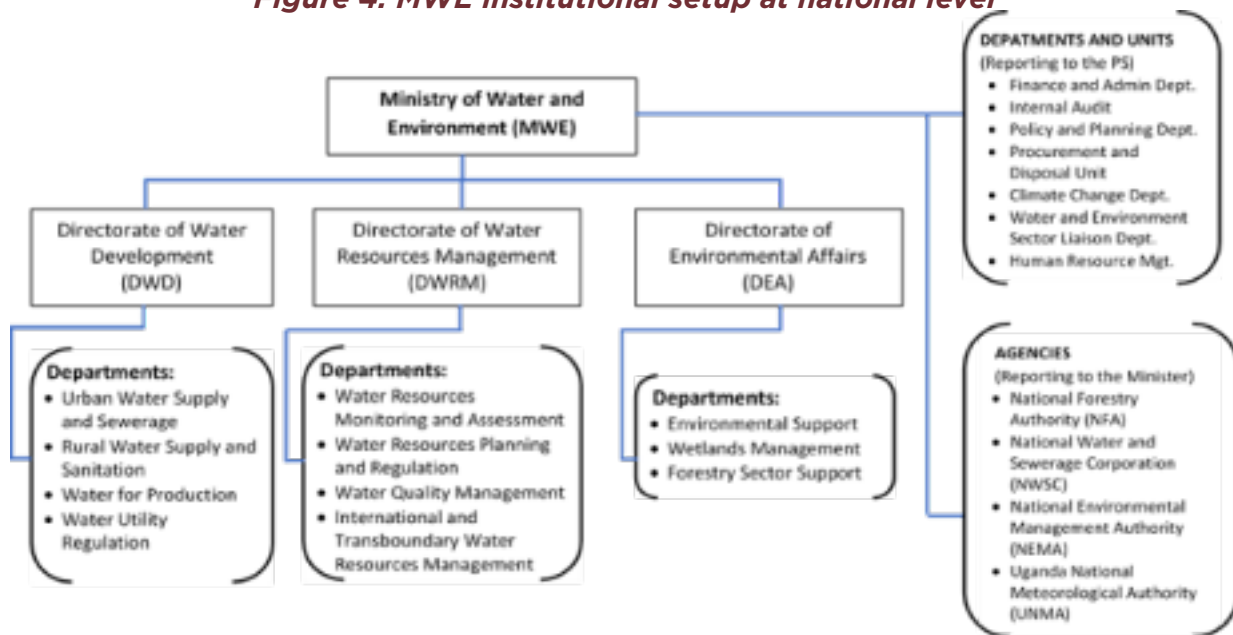 Figure 4: MWE institutional setup at national level
Ministry of Water and
Environment (MWE)
Directorate of Water
Development
(DWD)
Directorate of Water
Resources Management
(DWRM)
Directorate of
Environmental Affairs
(DEA)
Departments:
• Urban Water Supply
and Sewerage
• Rural Water Supply and
Sanitation
• Water for Production
• Water Utility
Regulation
Departments:
• Water Resources
Monitoring and Assessment
• Water Resources Planning
and Regulation
• Water Quality Management
• International and
Transboundary Water
Resources Management
Departments:
• Environmental Support
• Wetlands Management
• Forestry Sector Support
DEPATMENTS AND UNITS
(Reporting to the PS)
• Finance and Admin Dept.
• Internal Audit
• Policy and Planning Dept.
• Procurement and
Disposal Unit
• Climate Change Dept.
• Water and Environment
Sector Liaison Dept.
• Human Resource Mgt.
AGENCIES
(Reporting to the Minister)
• National Forestry
Authority (NFA)
• National Water and
Sewerage Corporation
(NWSC)
• National Environmental
Management Authority
(NEMA)
• Uganda National
Meteorological Authority
(UNMA)